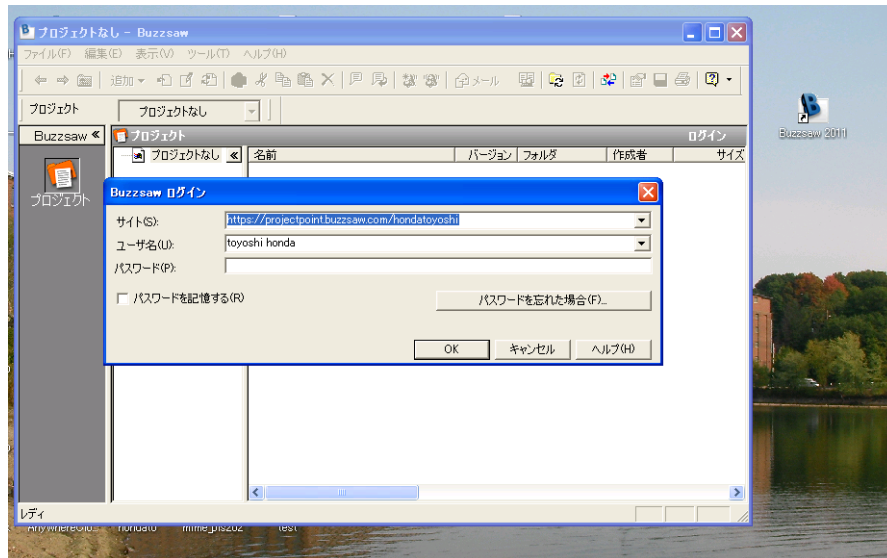 プロジェクトなし - Buzzsaw
ファイル(F) 編集(E) 表示(V) ツール(T) ヘルプ(H)
追加 メール
プロジェクト プロジェクトなし
Buzzsaw プロジェクト ログイン
プロジェクトなし 名前 バージョン フォルダ 作成者 サイズ
プロジェクト
Buzzsaw ログイン
サイト(S): https://projectpoint.buzzsaw.com/hondatoyoshi
ユーザ名(U): toyoshi honda
パスワード(P):
パスワードを記憶する(R) パスワードを忘れた場合(F)...
OK キャンセル ヘルプ(H)
レディ
Buzzsaw 2011
test